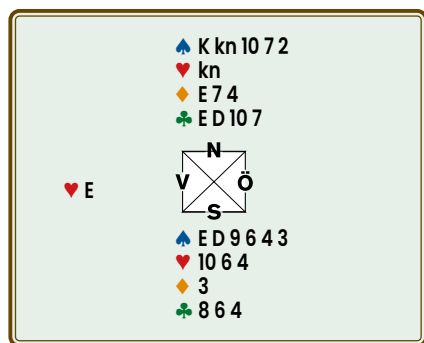 ♠ K kn 10 7 2
♥ kn
♦ E 7 4
♣ E D 10 7
N
♥ E
V Ö
S
♠ E D 9 6 4 3
♥ 10 6 4
♦ 3
♣ 8 6 4